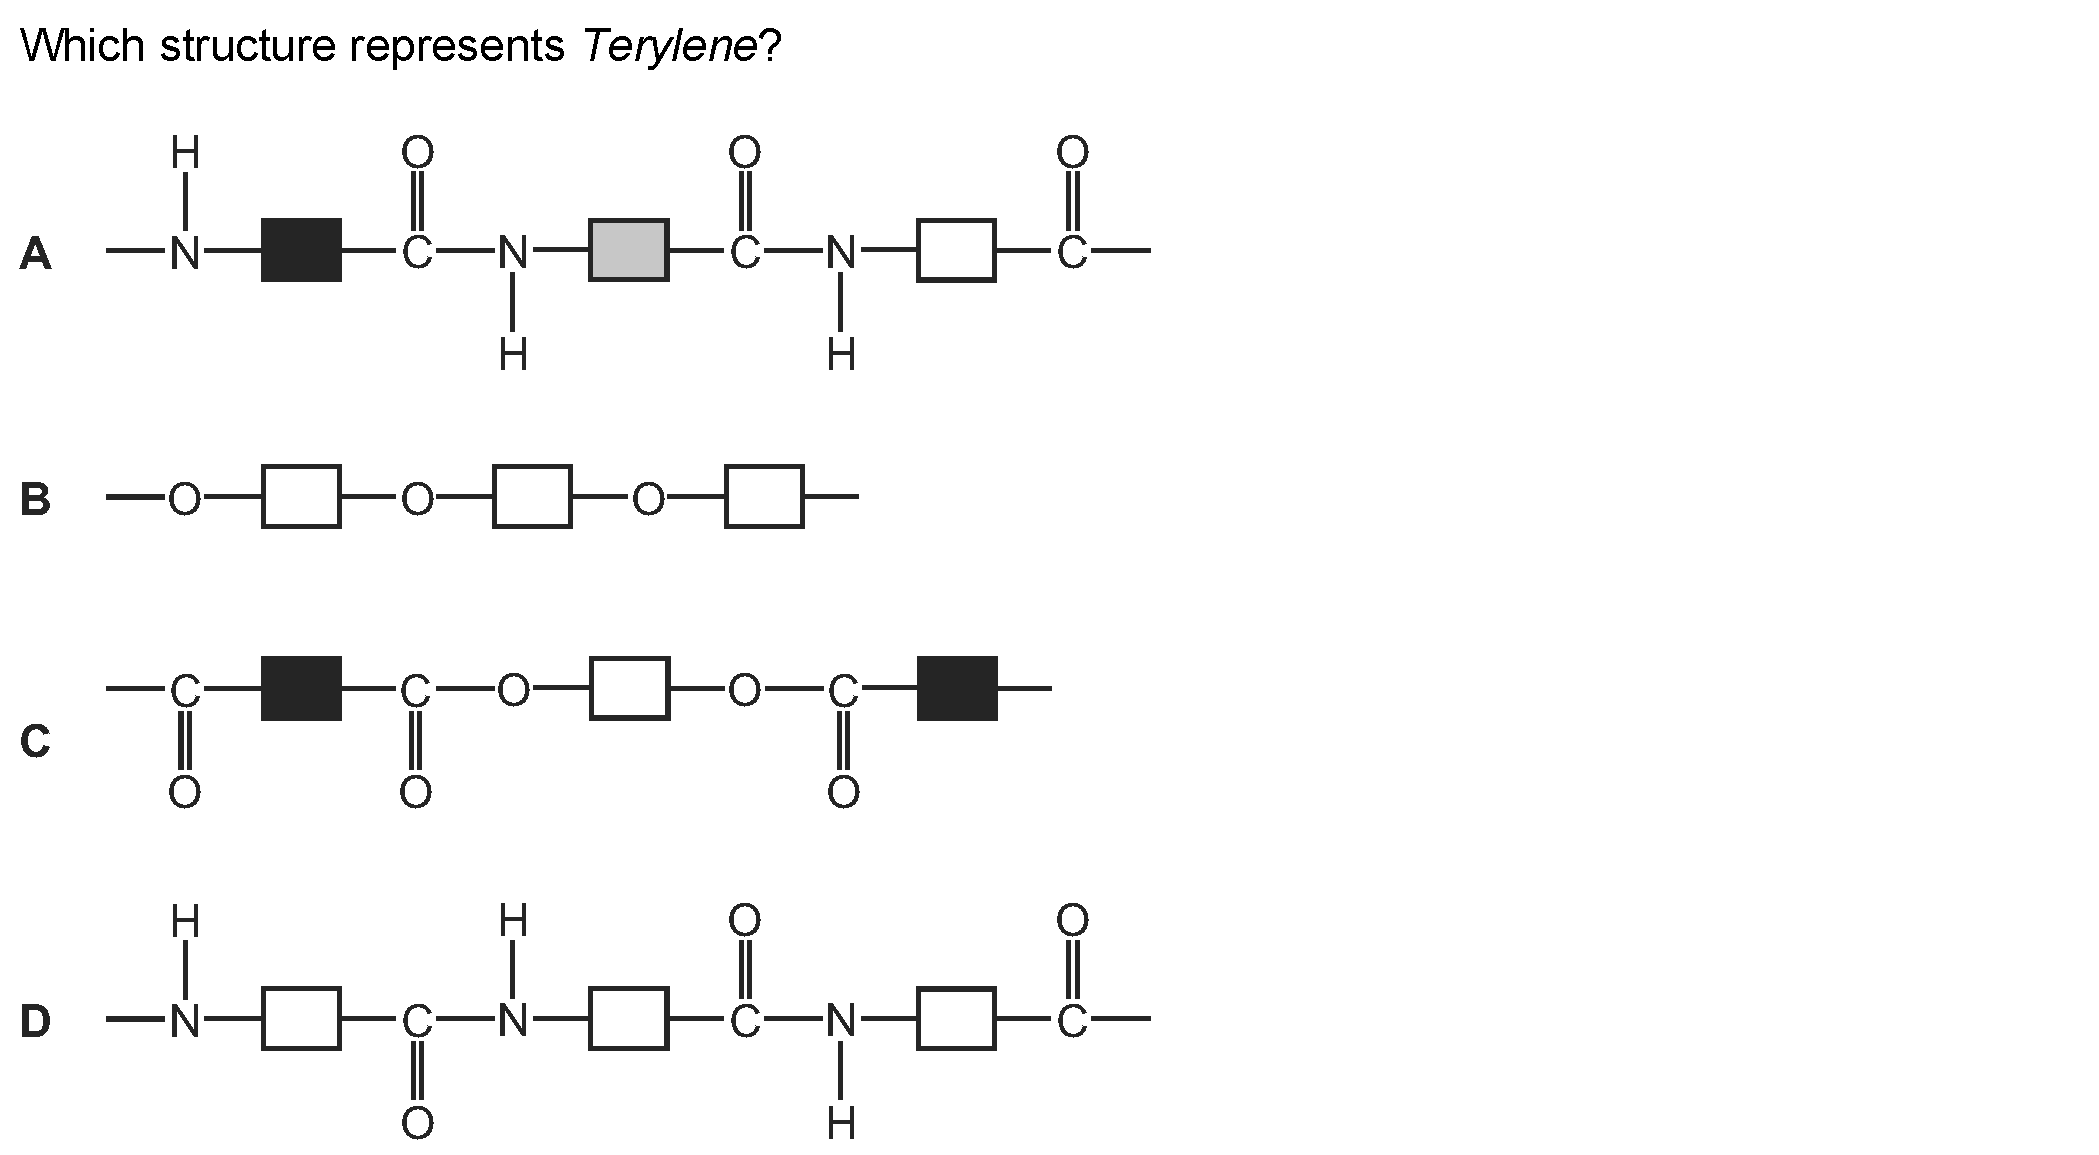 Which structure represents Terylene?
H O O O
A N C N C N C
H H
B O O O
C C C O O C
O O O
H H O O
D N C N C N C
O H